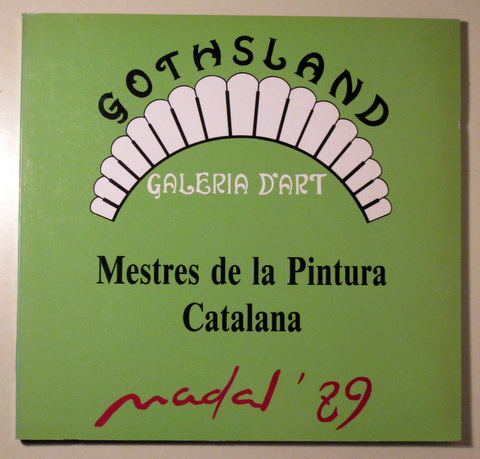 GOTHSLAND
GALERIA D'ART
Mestres de la Pintura
Catalana
nadal '89